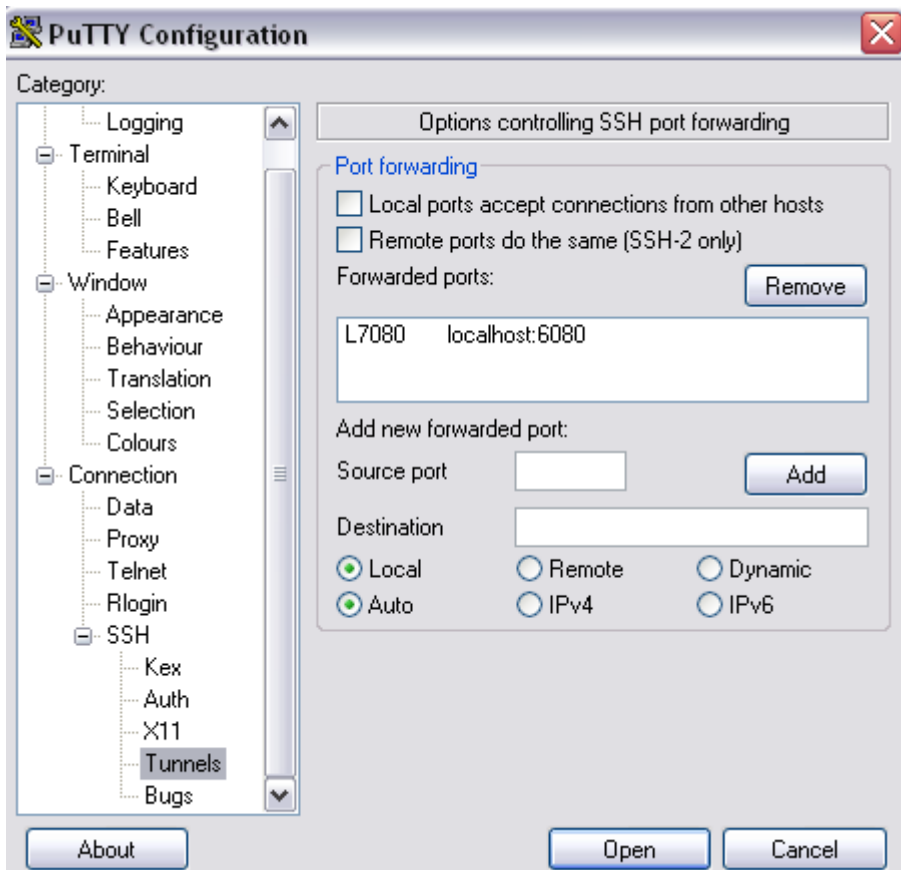 PuTTY Configuration
Category:
Logging
Terminal
Keyboard
Bell
Features
Window
Appearance
Behaviour
Translation
Selection
Colours
Connection
Data
Proxy
Telnet
Rlogin
SSH
Kex
Auth
X11
Tunnels
Bugs
Options controlling SSH port forwarding
Port forwarding
Local ports accept connections from other hosts
Remote ports do the same (SSH-2 only)
Forwarded ports:
Remove
L7080 localhost:6080
Add new forwarded port:
Source port
Add
Destination
Local Remote Dynamic
Auto IPv4 IPv6
About
Open
Cancel